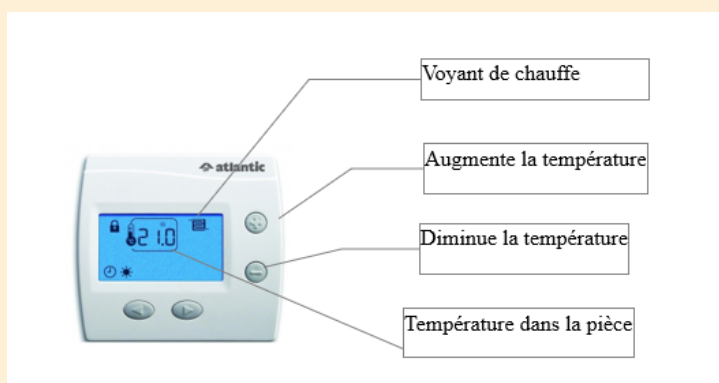 Voyant de chauffe
Augmente la température
atlantic
21.0
Diminue la température
Température dans la pièce